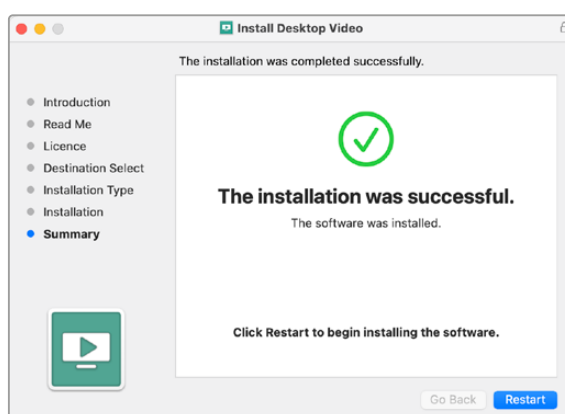 Install Desktop Video
The installation was completed successfully.
Introduction
Read Me
Licence
Destination Select
Installation Type
Installation
Summary
The installation was successful.
The software was installed.
Click Restart to begin installing the software.
Go Back
Restart